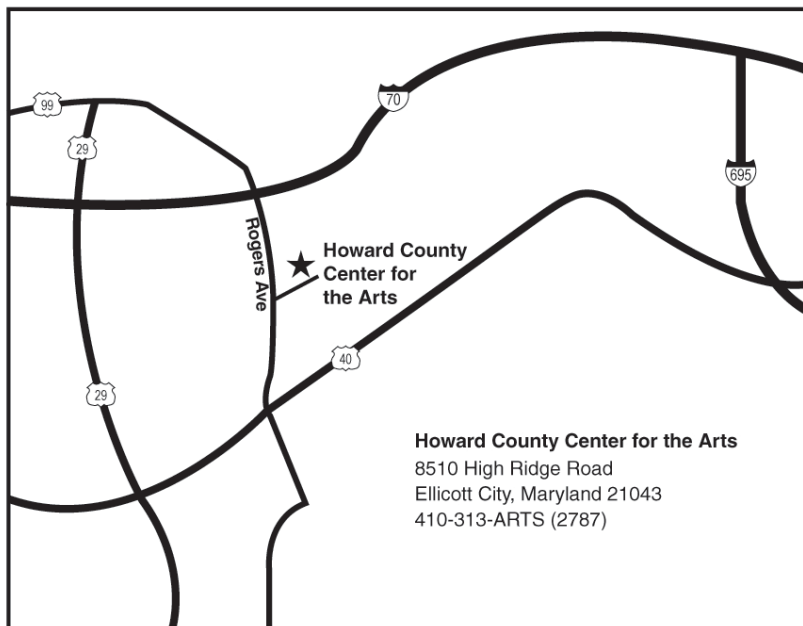 99
70
29
695
Rogers Ave
Howard County
Center for
the Arts
40
29
Howard County Center for the Arts
8510 High Ridge Road
Ellicott City, Maryland 21043
410-313-ARTS (2787)